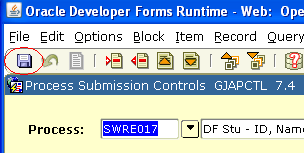 Oracle Developer Forms Runtime - Web: Ope
File Edit Options Block Item Record Query
Process Submission Controls GJAPCTL 7.4
Process: SWRE017 DF Stu - ID, Name